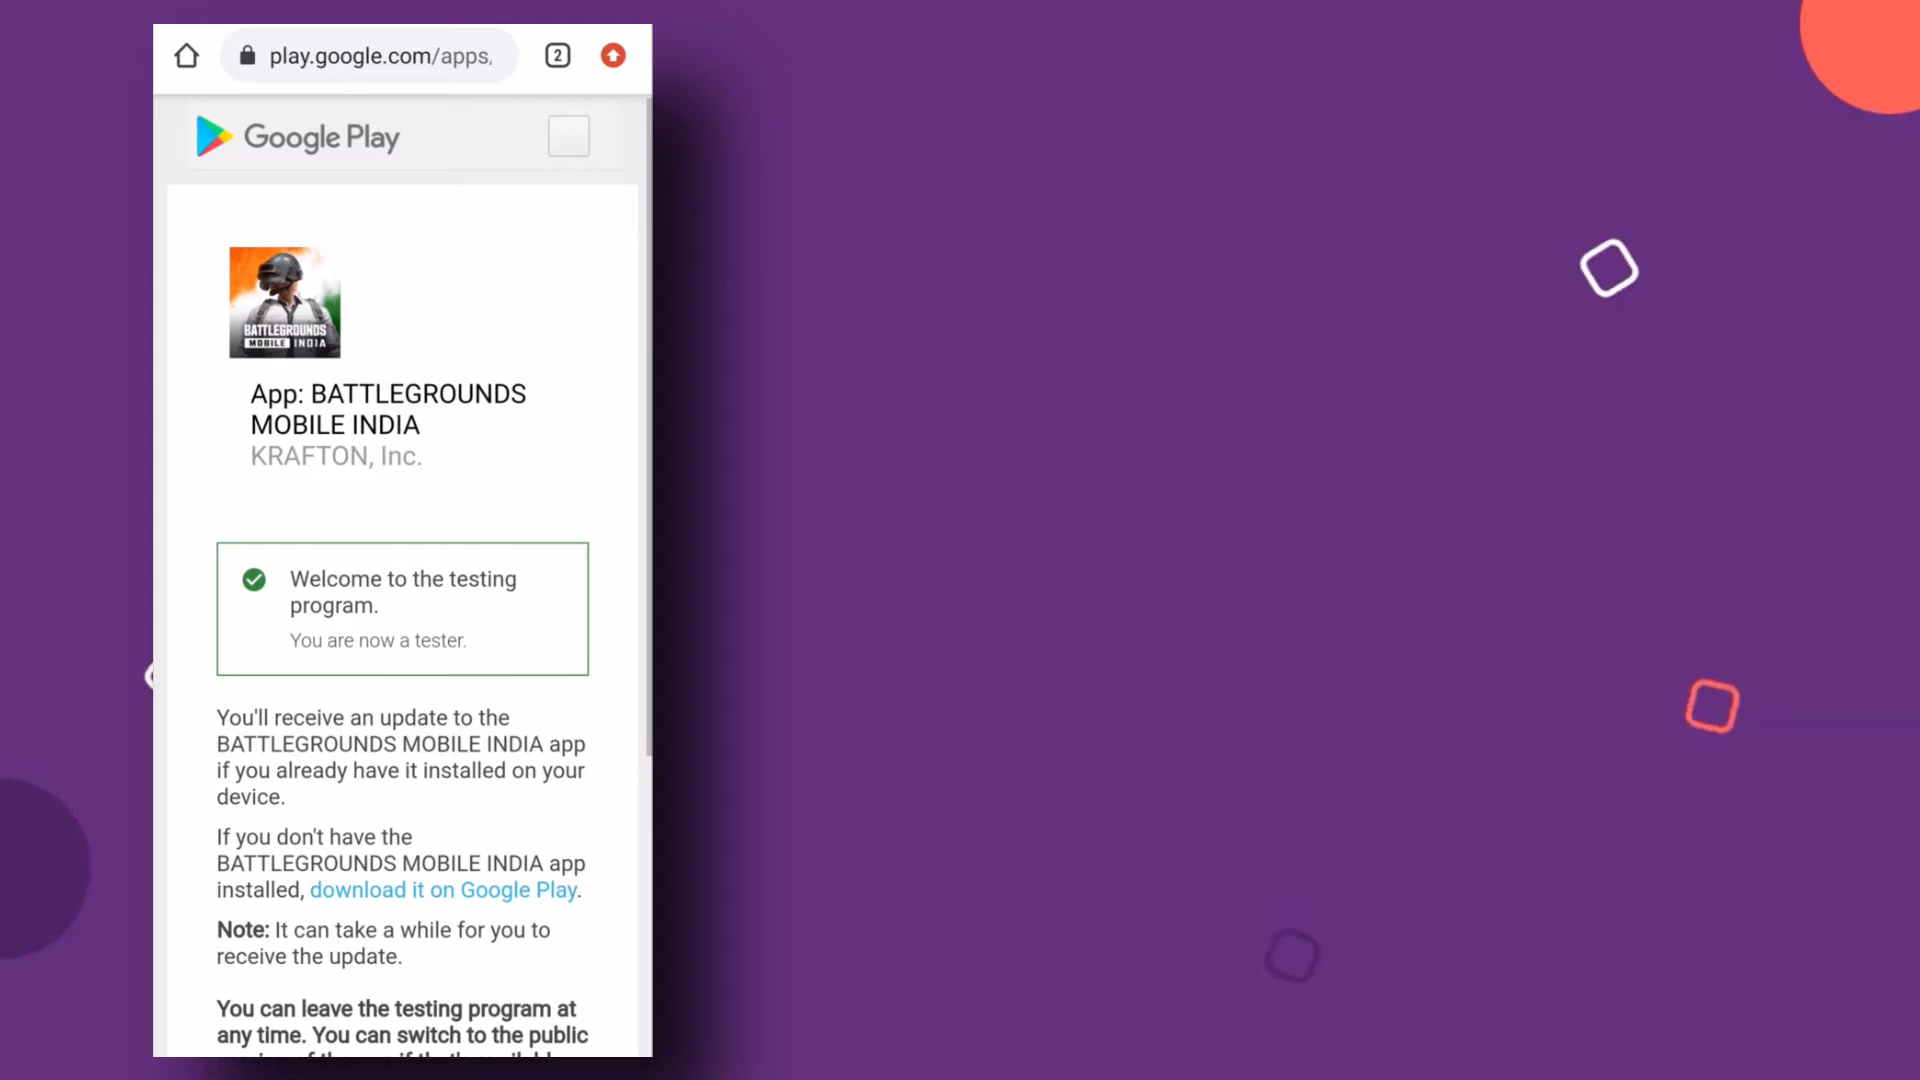 play.google.com/apps,
2
Google Play
BATTLEGROUNDS
MOBILE INDIA
App: BATTLEGROUNDS
MOBILE INDIA
KRAFTON, Inc.
Welcome to the testing
program.
You are now a tester.
You'll receive an update to the
BATTLEGROUNDS MOBILE INDIA app
if you already have it installed on your
device.
If you don't have the
BATTLEGROUNDS MOBILE INDIA app
installed, download it on Google Play.
Note: It can take a while for you to
receive the update.
You can leave the testing program at
any time. You can switch to the public